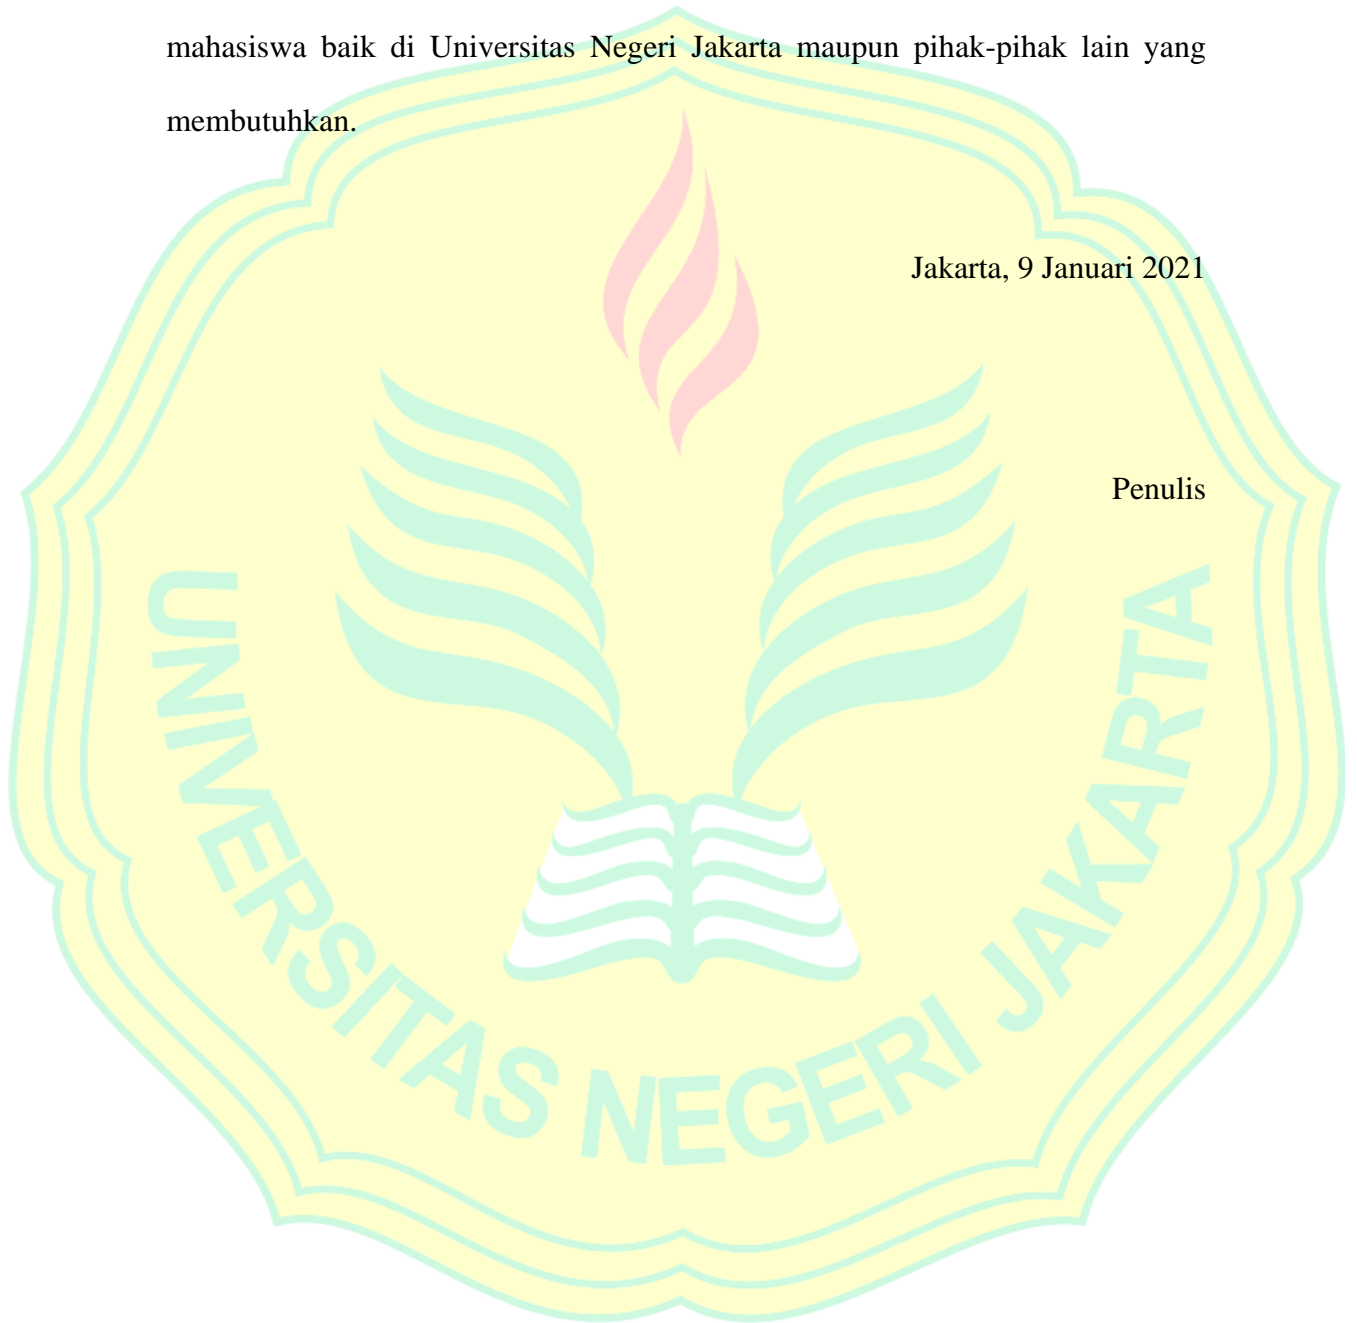 mahasiswa baik di Universitas Negeri Jakarta maupun pihak-pihak lain yang
membutuhkan.
Jakarta, 9 Januari 2021
Penulis
UNIVERSITAS NEGERI JAKARTA